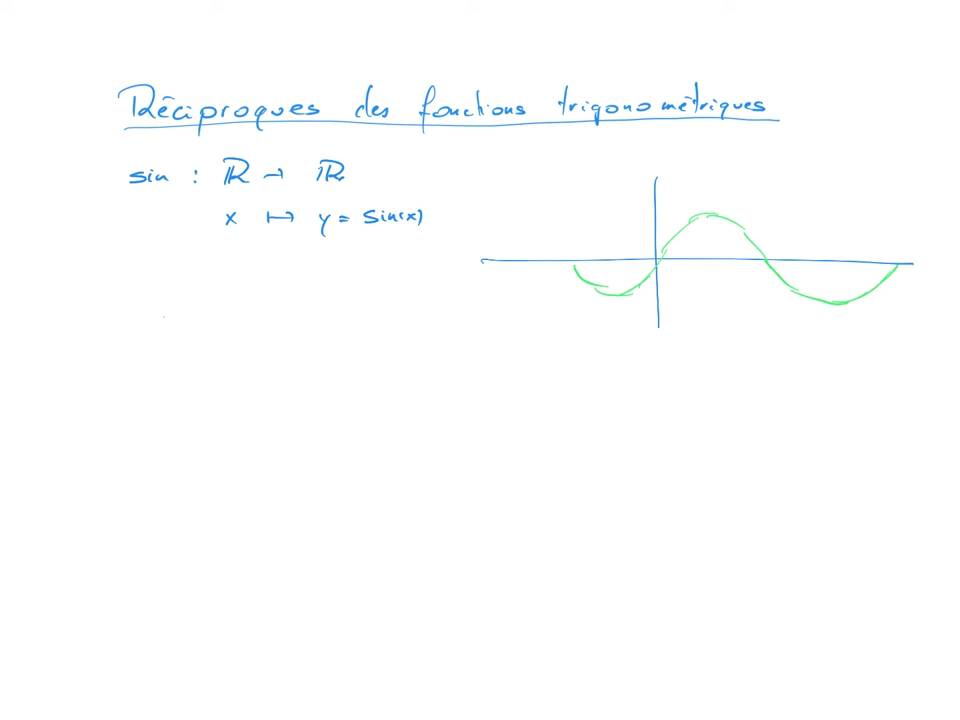 Réciproques des fonctions trigonométriques
sin : ℝ → ℝ
x ↦ y = sin(x)